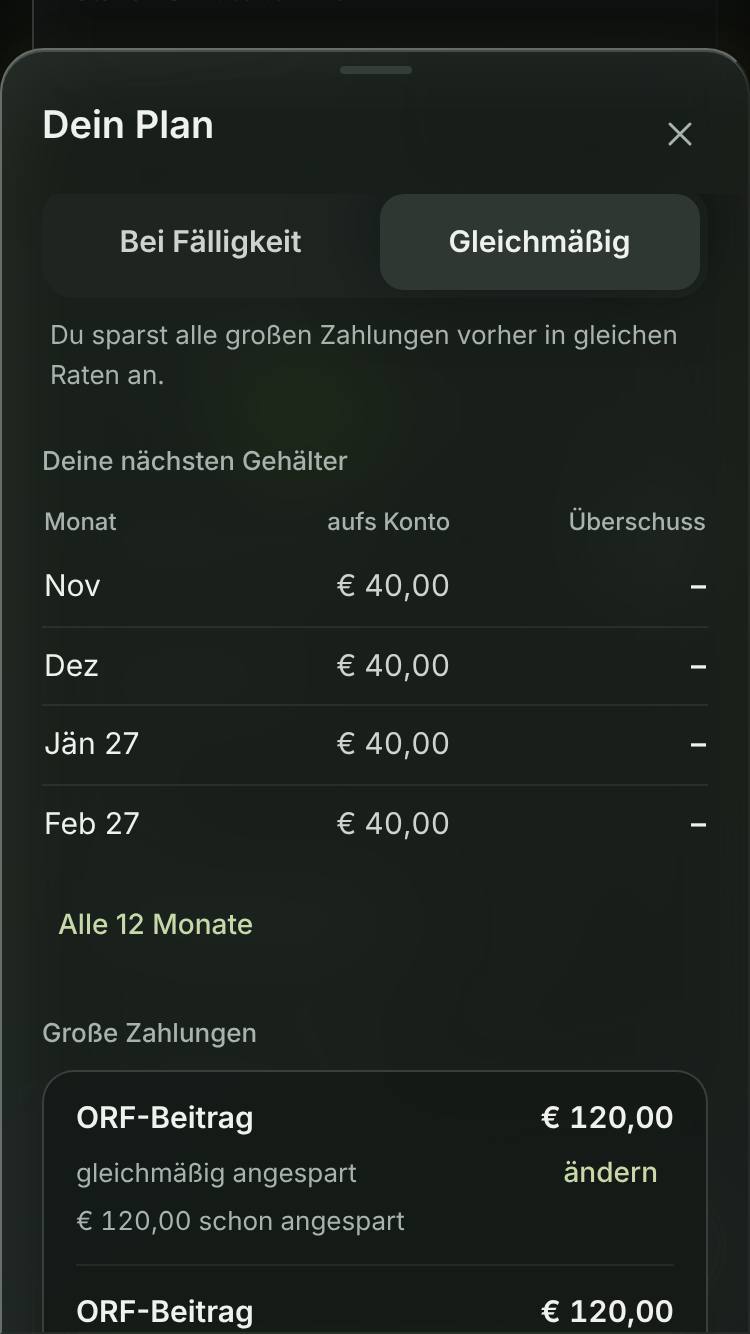 Dein Plan
Bei Fälligkeit
Gleichmäßig
Du sparst alle großen Zahlungen vorher in gleichen
Raten an.
Deine nächsten Gehälter
Monat aufs Konto Überschuss
Nov € 40,00 –
Dez € 40,00 –
Jän 27 € 40,00 –
Feb 27 € 40,00 –
Alle 12 Monate
Große Zahlungen
ORF-Beitrag € 120,00
gleichmäßig angespart ändern
€ 120,00 schon angespart
ORF-Beitrag € 120,00